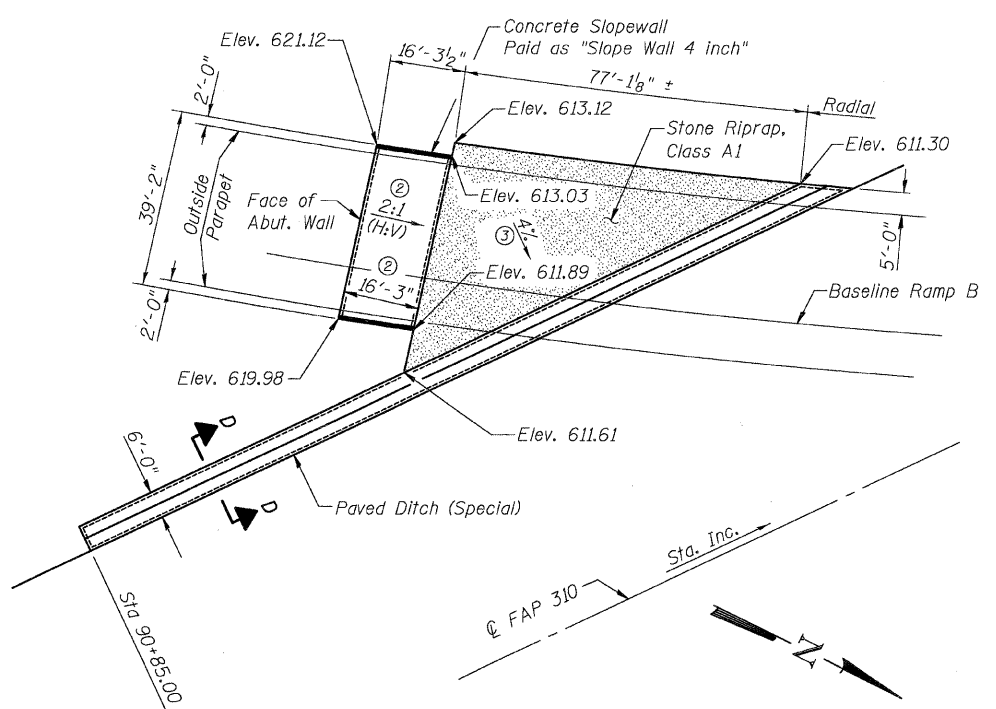 Concrete Slopewall
Paid as "Slope Wall 4 inch"
Elev. 621.12
16'-3½"
77'-1⅛" ±
Radial
2'-0"
Elev. 613.12
Stone Riprap,
Class A1
Elev. 611.30
39'-2"
Outside
Parapet
Face of
Abut. Wall
2
2:1
(H:V)
Elev. 613.03
3
4%
5'-0"
2
16'-3"
Elev. 611.89
Baseline Ramp B
2'-0"
Elev. 619.98
D
Elev. 611.61
6'-0"
D
Paved Ditch (Special)
Sta. Inc.
℄ FAP 310
Sta 90+85.00
N